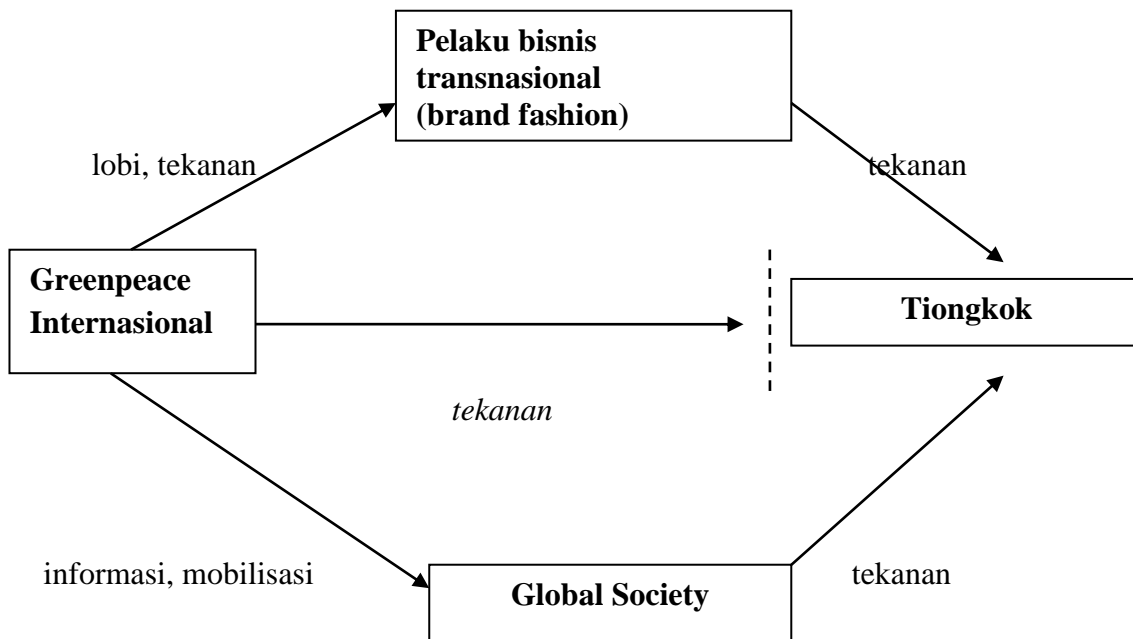 Pelaku bisnis
transnasional
(brand fashion)
lobi, tekanan
tekanan
Greenpeace
Internasional
Tiongkok
tekanan
informasi, mobilisasi
Global Society
tekanan